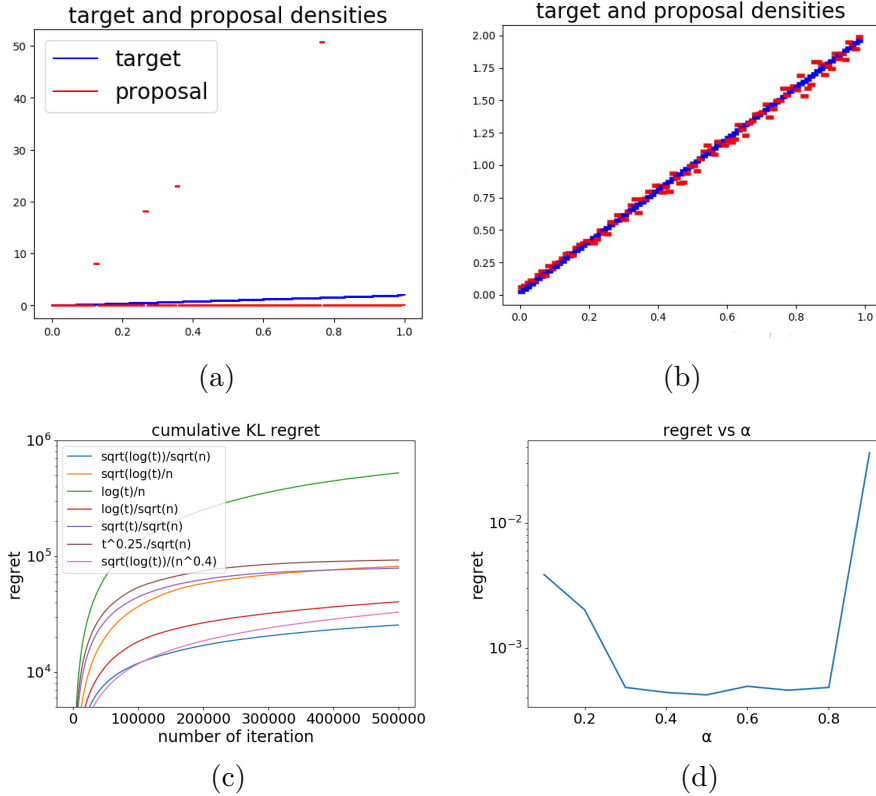 target and proposal densities
50
40
30
20
10
0
target
proposal
0.0 0.2 0.4 0.6 0.8 1.0
(a)
target and proposal densities
2.00
1.75
1.50
1.25
1.00
0.75
0.50
0.25
0.00
0.0 0.2 0.4 0.6 0.8 1.0
(b)
cumulative KL regret
10^6
10^5
10^4
regret
sqrt(log(t))/sqrt(n)
sqrt(log(t)/n
log(t)/n
log(t)/sqrt(n)
sqrt(t)/sqrt(n)
t^0.25./sqrt(n)
sqrt(log(t))/(n^0.4)
0 100000 200000 300000 400000 500000
number of iteration
(c)
regret vs α
10^−2
10^−3
regret
0.2 0.4 0.6 0.8
α
(d)